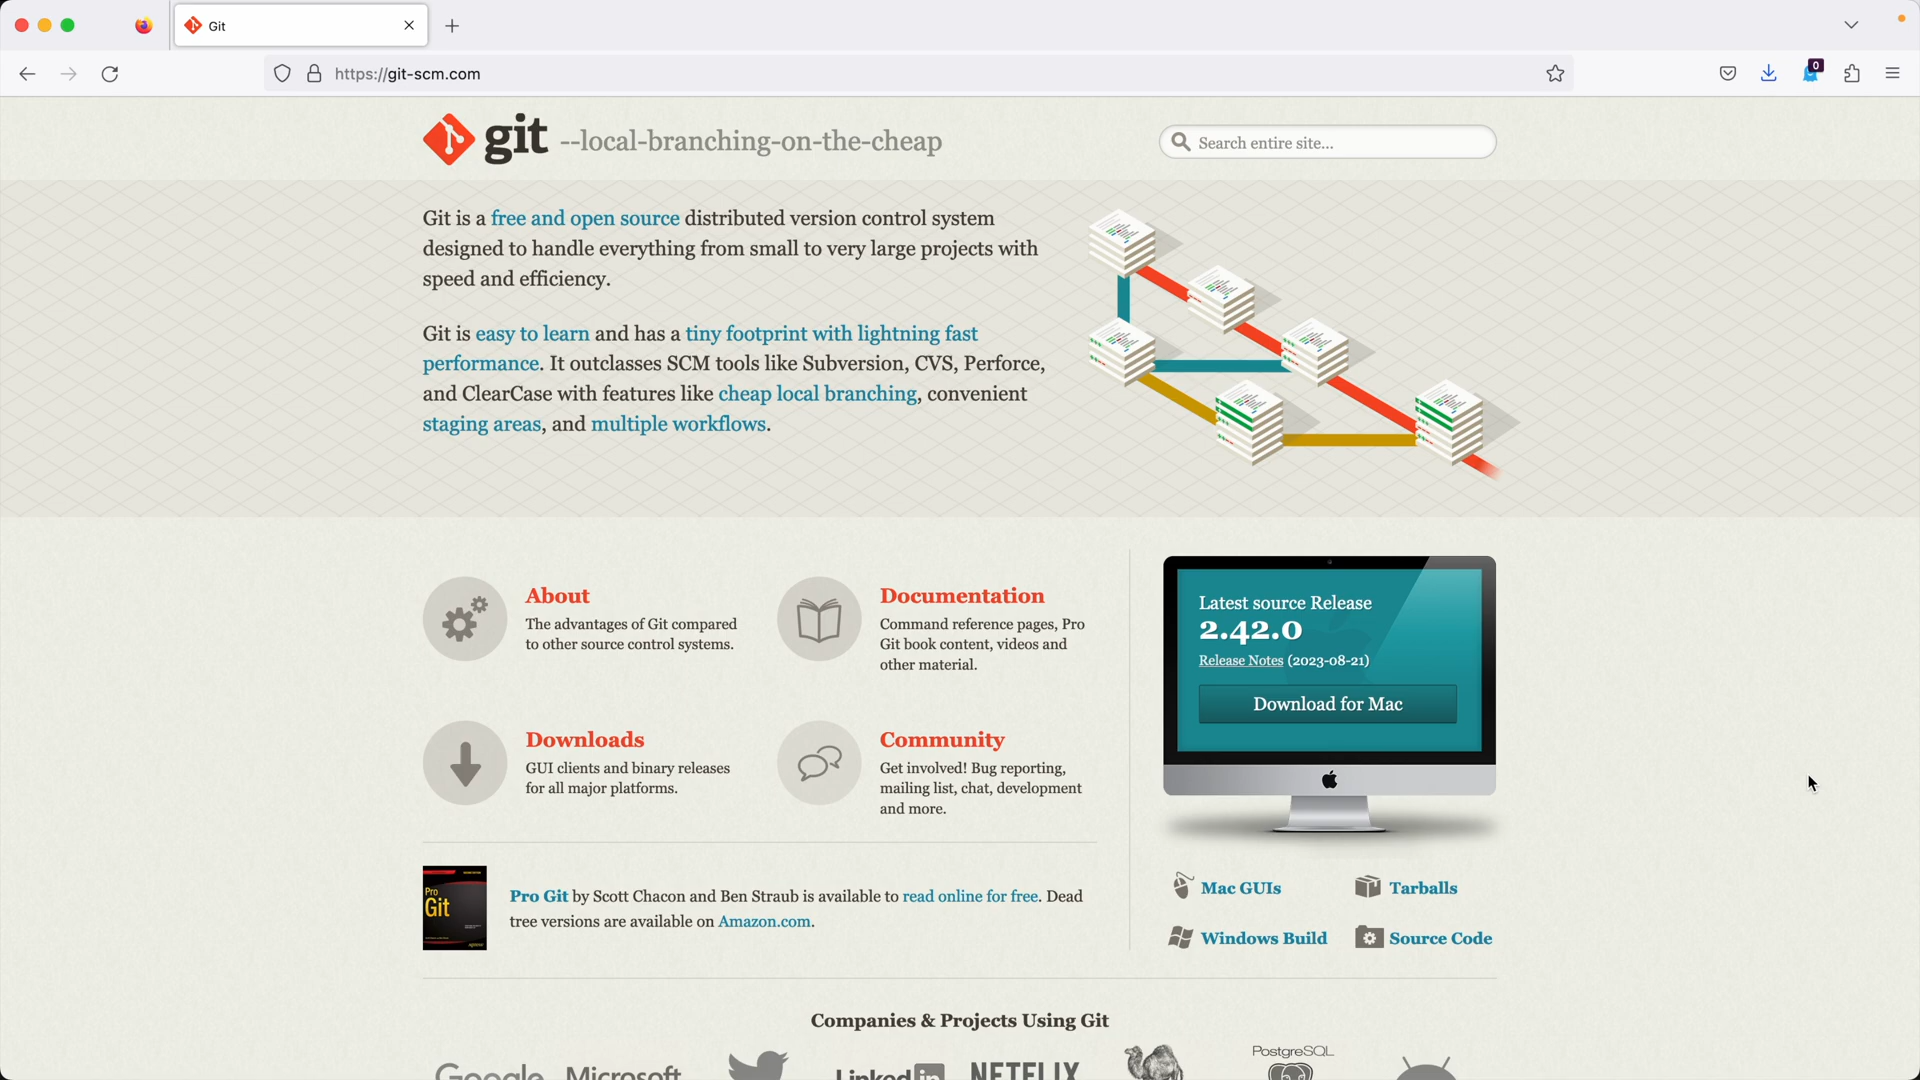 Git
https://git-scm.com
0
git --local-branching-on-the-cheap
Search entire site...
Git is a free and open source distributed version control system
designed to handle everything from small to very large projects with
speed and efficiency.
Git is easy to learn and has a tiny footprint with lightning fast
performance. It outclasses SCM tools like Subversion, CVS, Perforce,
and ClearCase with features like cheap local branching, convenient
staging areas, and multiple workflows.
About
The advantages of Git compared
to other source control systems.
Documentation
Command reference pages, Pro
Git book content, videos and
other material.
Downloads
GUI clients and binary releases
for all major platforms.
Community
Get involved! Bug reporting,
mailing list, chat, development
and more.
Pro
Git
Pro Git by Scott Chacon and Ben Straub is available to read online for free. Dead
tree versions are available on Amazon.com.
Latest source Release
2.42.0
Release Notes (2023-08-21)
Download for Mac
Mac GUIs
Tarballs
Windows Build
Source Code
Companies & Projects Using Git
Google
Microsoft
Linkedin
NETFLIX
PostgreSQL